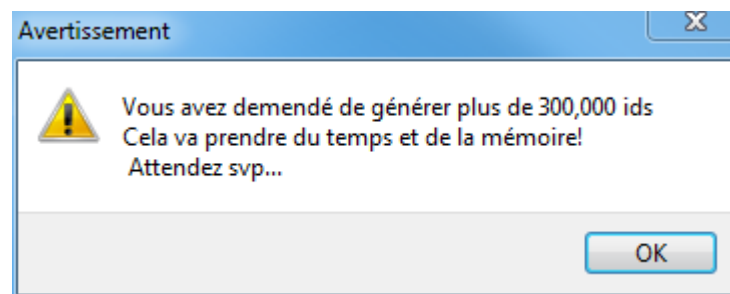 Avertissement
Vous avez demendé de générer plus de 300,000 ids
Cela va prendre du temps et de la mémoire!
Attendez svp...
OK